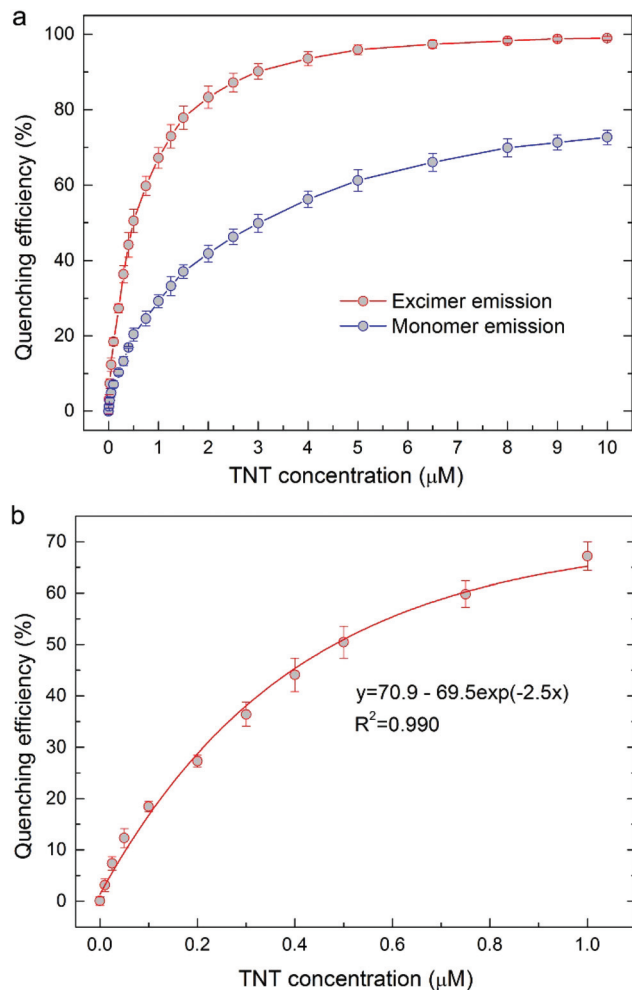 a
100
80
60
40
20
0
Quenching efficiency (%)
Excimer emission
Monomer emission
0 1 2 3 4 5 6 7 8 9 10
TNT concentration (μM)
b
70
60
50
40
30
20
10
0
Quenching efficiency (%)
y=70.9 - 69.5exp(-2.5x)
R²=0.990
0.0 0.2 0.4 0.6 0.8 1.0
TNT concentration (μM)